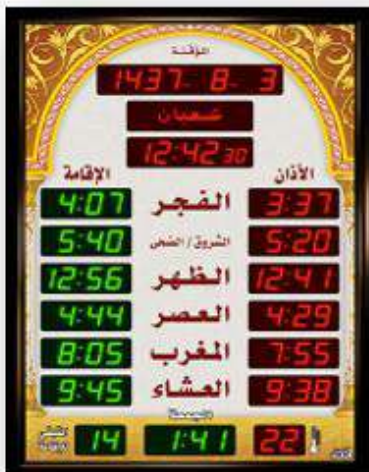 1437- 8- 3
شعبان
12:42 30
الأذان الإقامة
3:37 الفجر 4:07
5:20 الشروق / الضحى 5:40
12:41 الظهر 12:56
4:29 العصر 4:44
7:55 المغرب 8:05
9:38 العشاء 9:45
22 1:41 14